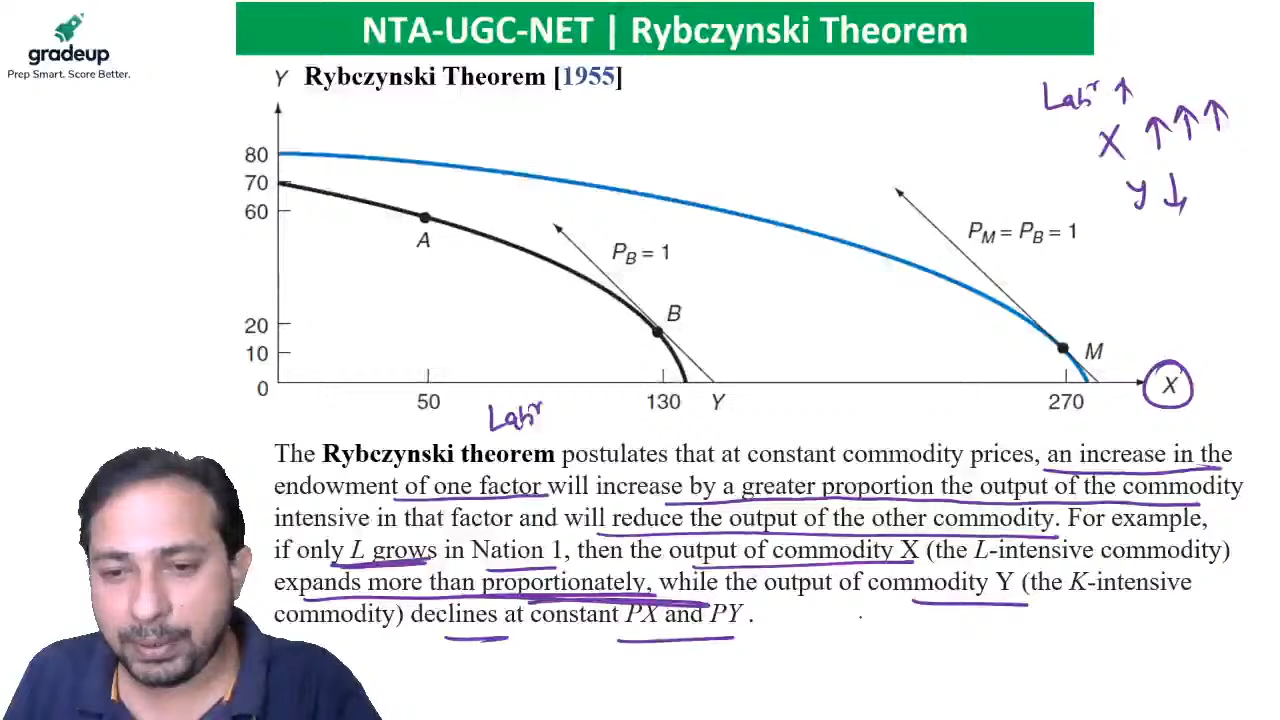 gradeup
Prep Smart. Score Better.
NTA-UGC-NET | Rybczynski Theorem
Y Rybczynski Theorem [1955]
Labr ↑
X ↑↑↑
y ↓
80
70
60
20
10
0
A
P_B = 1
B
P_M = P_B = 1
M
50
130
Y
270
X
Labr
The Rybczynski theorem postulates that at constant commodity prices, an increase in the
endowment of one factor will increase by a greater proportion the output of the commodity
intensive in that factor and will reduce the output of the other commodity. For example,
if only L grows in Nation 1, then the output of commodity X (the L-intensive commodity)
expands more than proportionately, while the output of commodity Y (the K-intensive
commodity) declines at constant PX and PY .